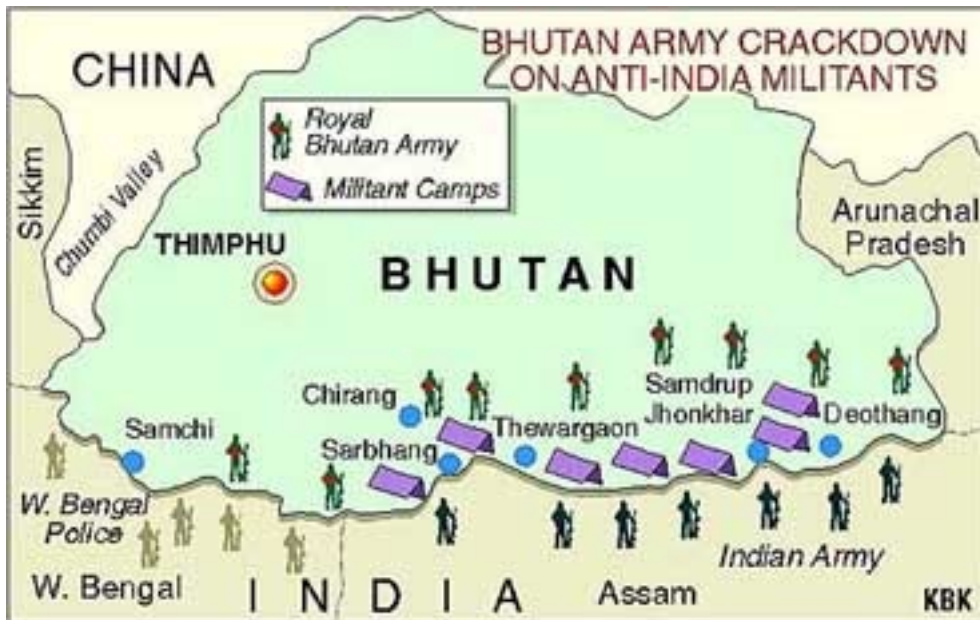 BHUTAN ARMY CRACKDOWN
ON ANTI-INDIA MILITANTS
CHINA
Royal
Bhutan Army
Militant Camps
Sikkim
Chumbi Valley
THIMPHU
BHUTAN
Arunachal
Pradesh
Chirang
Samdrup
Jhonkhar
Deothang
Samchi
Sarbhang
Thewargaon
W. Bengal
Police
Indian Army
W. Bengal
INDIA
Assam
KBK